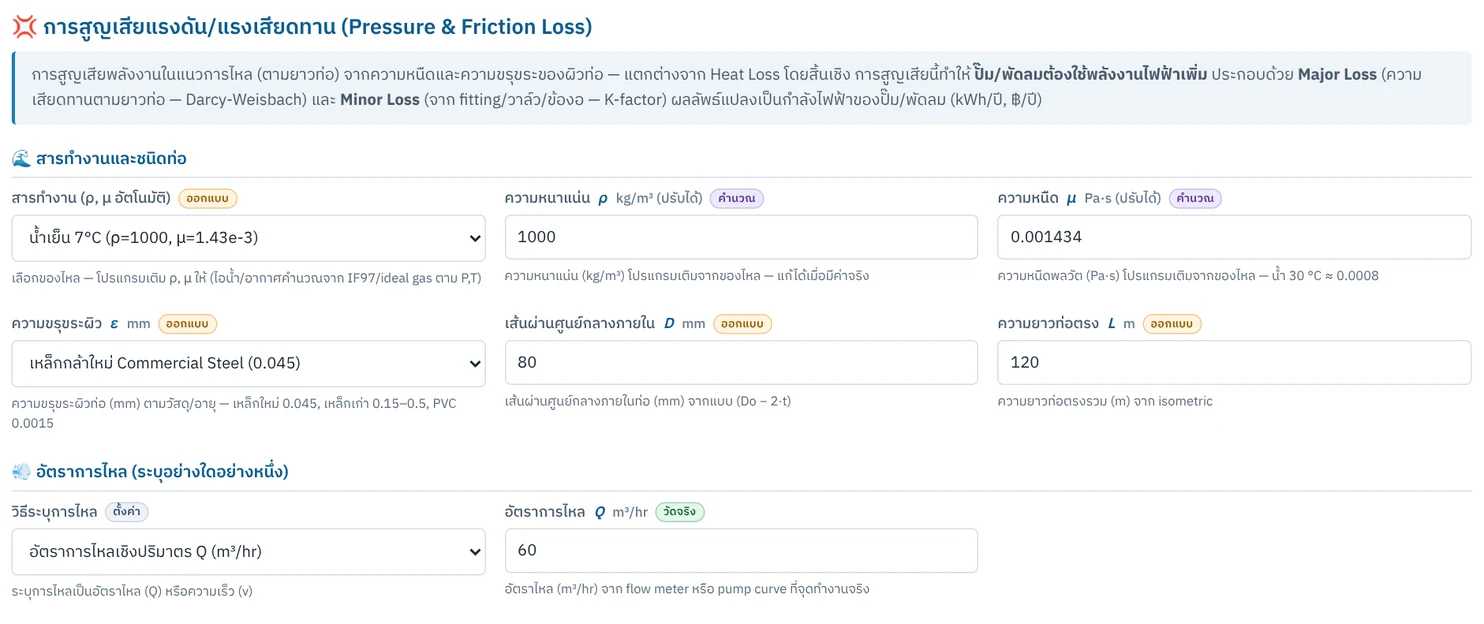 การสูญเสียแรงดัน/แรงเสียดทาน (Pressure & Friction Loss)
การสูญเสียพลังงานในแนวการไหล (ตามยาวท่อ) จากความหนืดและความขรุขระของผิวท่อ — แตกต่างจาก Heat Loss โดยสิ้นเชิง การสูญเสียนี้ทำให้ ปั๊ม/พัดลมต้องใช้พลังงานไฟฟ้าเพิ่ม ประกอบด้วย Major Loss (ความ
เสียดทานตามยาวท่อ — Darcy-Weisbach) และ Minor Loss (จาก fitting/วาล์ว/ข้องอ — K-factor) ผลลัพธ์แปลงเป็นกำลังไฟฟ้าของปั๊ม/พัดลม (kWh/ปี, ฿/ปี)
สารทำงานและชนิดท่อ
สารทำงาน (ρ, μ อัตโนมัติ) ออกแบบ
น้ำเย็น 7°C (ρ=1000, μ=1.43e-3)
เลือกของไหล — โปรแกรมเติม ρ, μ ให้ (ไอน้ำ/อากาศคำนวณจาก IF97/ideal gas ตาม P,T)
ความหนาแน่น ρ kg/m³ (ปรับได้) คำนวณ
1000
ความหนาแน่น (kg/m³) โปรแกรมเติมจากของไหล — แก้ได้เมื่อมีค่าจริง
ความหนืด μ Pa·s (ปรับได้) คำนวณ
0.001434
ความหนืดพลวัต (Pa·s) โปรแกรมเติมจากของไหล — น้ำ 30 °C ≈ 0.0008
ความขรุขระผิว ε mm ออกแบบ
เหล็กกล้าใหม่ Commercial Steel (0.045)
ความขรุขระผิวท่อ (mm) ตามวัสดุ/อายุ — เหล็กใหม่ 0.045, เหล็กเก่า 0.15–0.5, PVC
0.0015
เส้นผ่านศูนย์กลางภายใน D mm ออกแบบ
80
เส้นผ่านศูนย์กลางภายในท่อ (mm) จากแบบ (Do − 2·t)
ความยาวท่อตรง L m ออกแบบ
120
ความยาวท่อตรงรวม (m) จาก isometric
อัตราการไหล (ระบุอย่างใดอย่างหนึ่ง)
วิธีระบุการไหล ตั้งค่า
อัตราการไหลเชิงปริมาตร Q (m³/hr)
ระบุการไหลเป็นอัตราไหล (Q) หรือความเร็ว (v)
อัตราการไหล Q m³/hr วัดจริง
60
อัตราไหล (m³/hr) จาก flow meter หรือ pump curve ที่จุดทำงานจริง